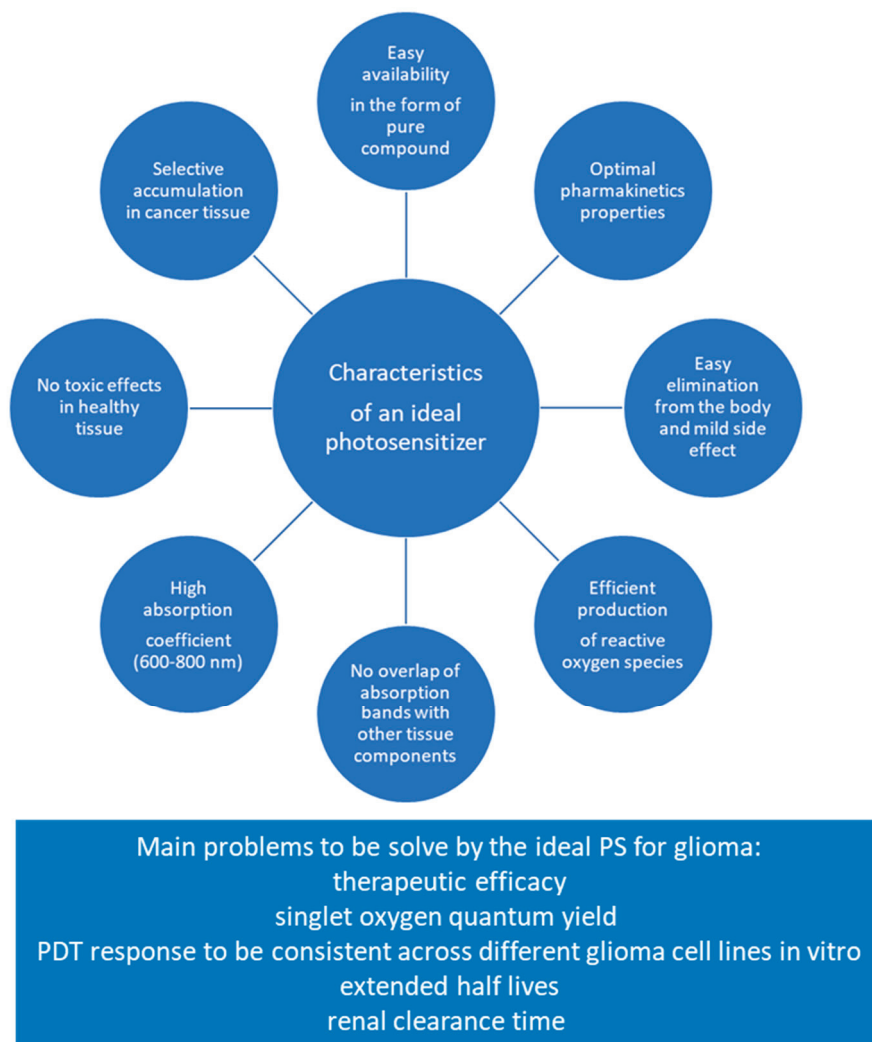 Easy
availability
in the form of
pure
compound
Optimal
pharmakinetics
properties
Easy
elimination
from the body
and mild side
effect
Efficient
production
of reactive
oxygen species
No overlap of
absorption
bands with
other tissue
components
High
absorption
coefficient
(600-800 nm)
No toxic effects
in healthy
tissue
Selective
accumulation
in cancer tissue
Characteristics
of an ideal
photosensitizer
Main problems to be solve by the ideal PS for glioma:
therapeutic efficacy
singlet oxygen quantum yield
PDT response to be consistent across different glioma cell lines in vitro
extended half lives
renal clearance time